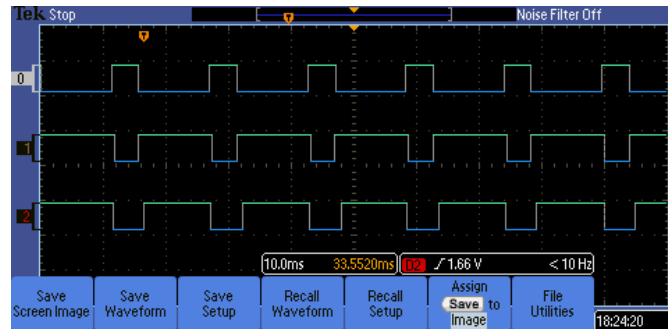 Tek Stop
Noise Filter Off
T
T
0
1
2
10.0ms 33.5520ms
D2 1.66 V < 10 Hz
Save Screen Image
Save Waveform
Save Setup
Recall Waveform
Recall Setup
Assign Save to Image
File Utilities
18:24:20